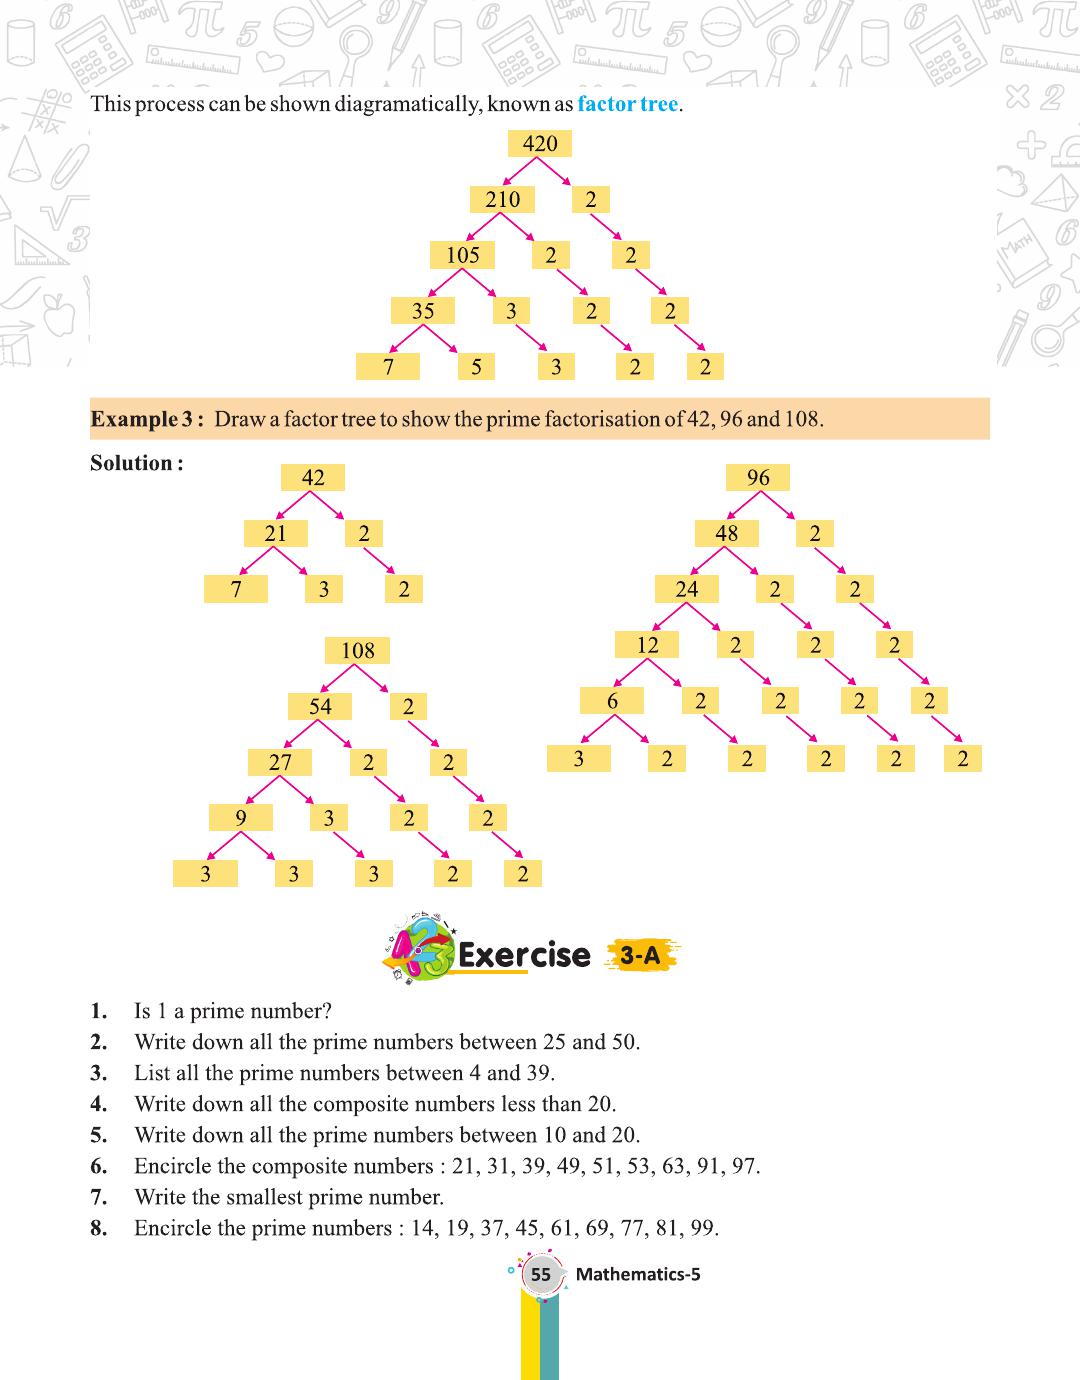 This process can be shown diagramatically, known as factor tree.
420
210 2
105 2 2
35 3 2 2
7 5 3 2 2
Example 3 : Draw a factor tree to show the prime factorisation of 42, 96 and 108.
Solution :
42
21 2
7 3 2
96
48 2
24 2 2
12 2 2 2
6 2 2 2 2
3 2 2 2 2 2
108
54 2
27 2 2
9 3 2 2
3 3 3 2 2
Exercise 3-A
1. Is 1 a prime number?
2. Write down all the prime numbers between 25 and 50.
3. List all the prime numbers between 4 and 39.
4. Write down all the composite numbers less than 20.
5. Write down all the prime numbers between 10 and 20.
6. Encircle the composite numbers : 21, 31, 39, 49, 51, 53, 63, 91, 97.
7. Write the smallest prime number.
8. Encircle the prime numbers : 14, 19, 37, 45, 61, 69, 77, 81, 99.
55 Mathematics-5